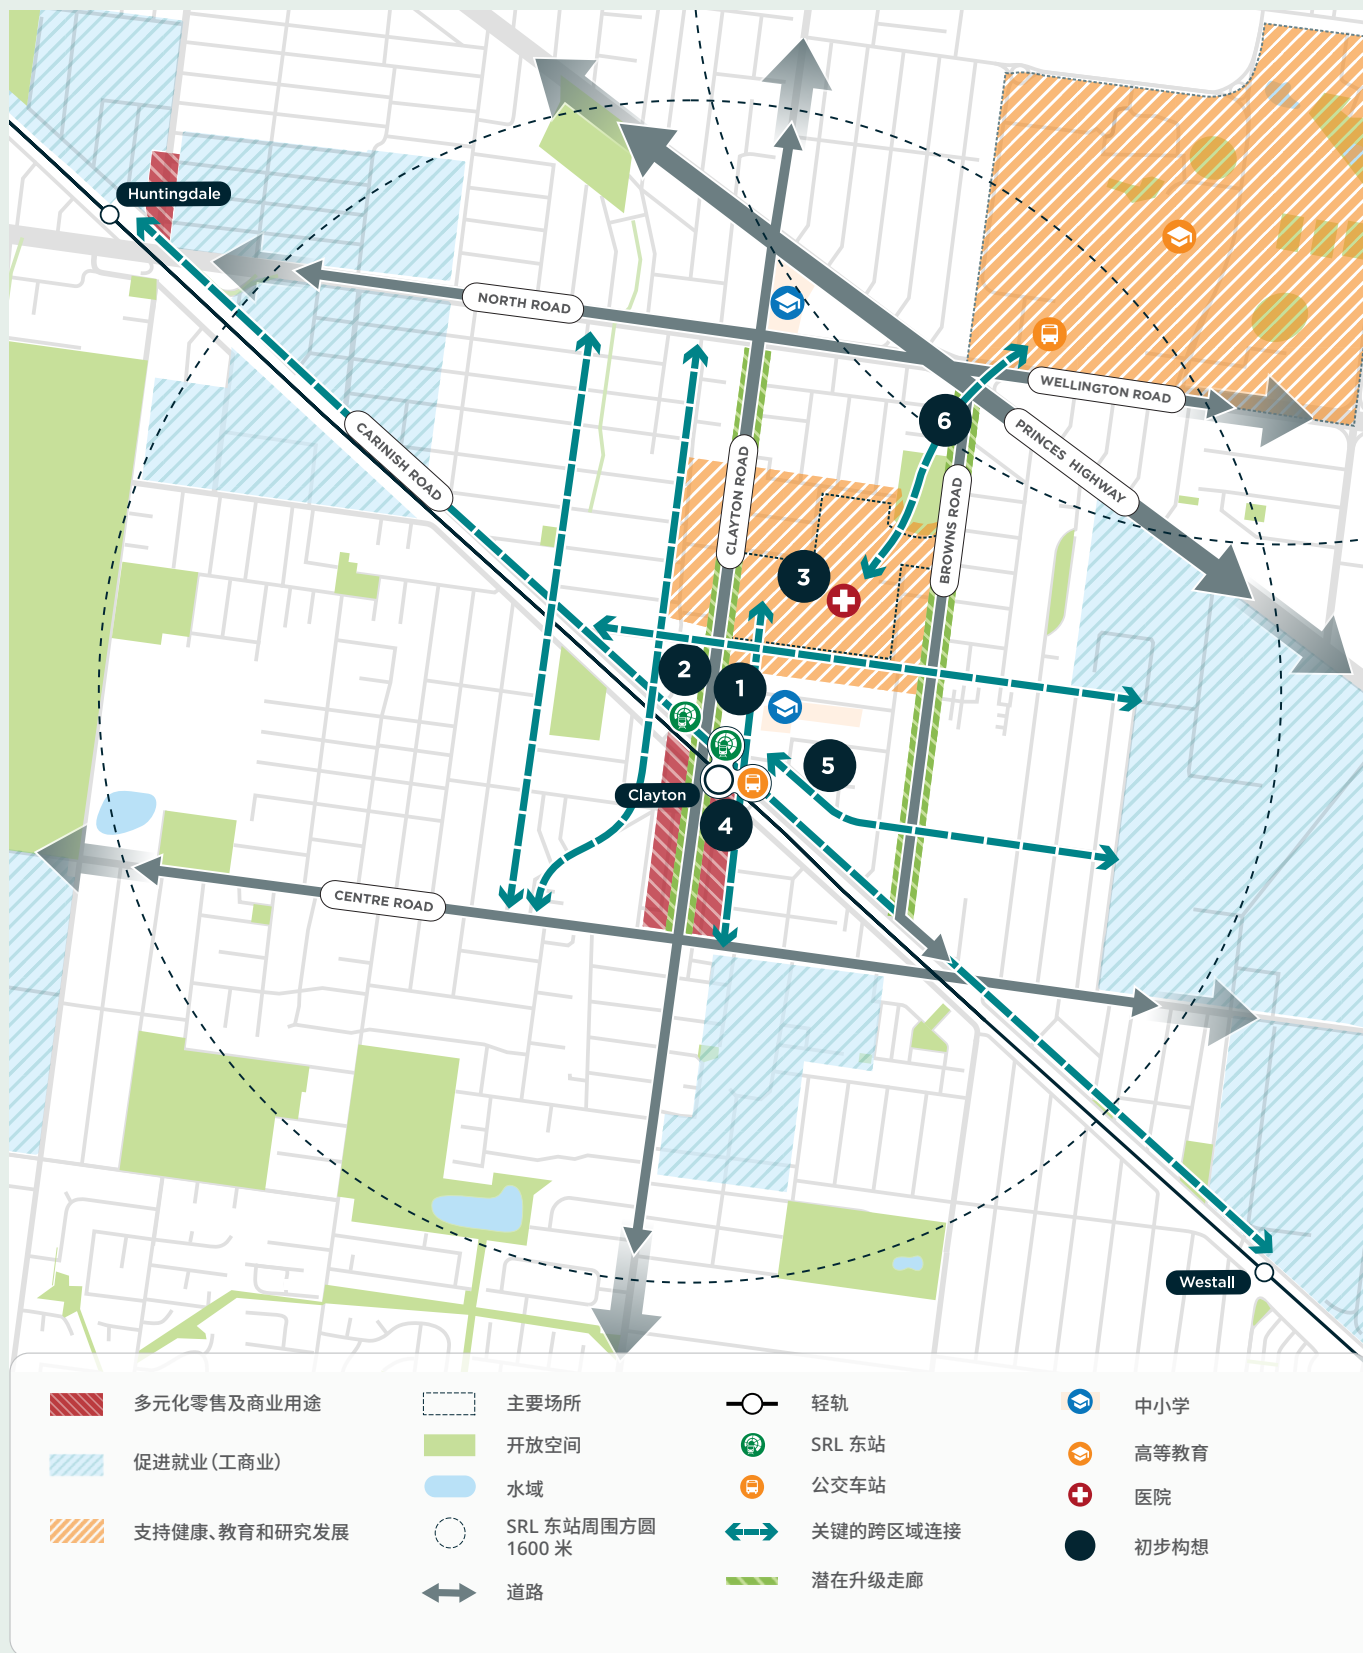 Huntingdale
NORTH ROAD
WELLINGTON ROAD
6
PRINCES HIGHWAY
CARINISH ROAD
CLAYTON ROAD
BROWNS ROAD
3
2
1
5
Clayton
4
CENTRE ROAD
Westall
多元化零售及商业用途
促进就业（工商业）
支持健康、教育和研究发展
主要场所
开放空间
水域
SRL 东站周围方圆
1600 米
道路
轻轨
SRL 东站
公交车站
关键的跨区域连接
潜在升级走廊
中小学
高等教育
医院
初步构想